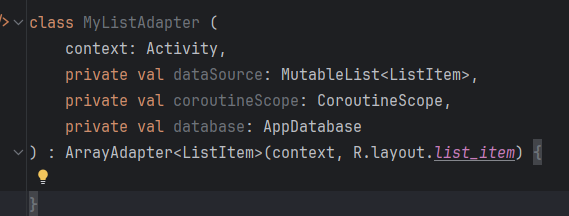 class MyListAdapter (
    context: Activity,
    private val dataSource: MutableList<ListItem>,
    private val coroutineScope: CoroutineScope,
    private val database: AppDatabase
) : ArrayAdapter<ListItem>(context, R.layout.list_item) {
}